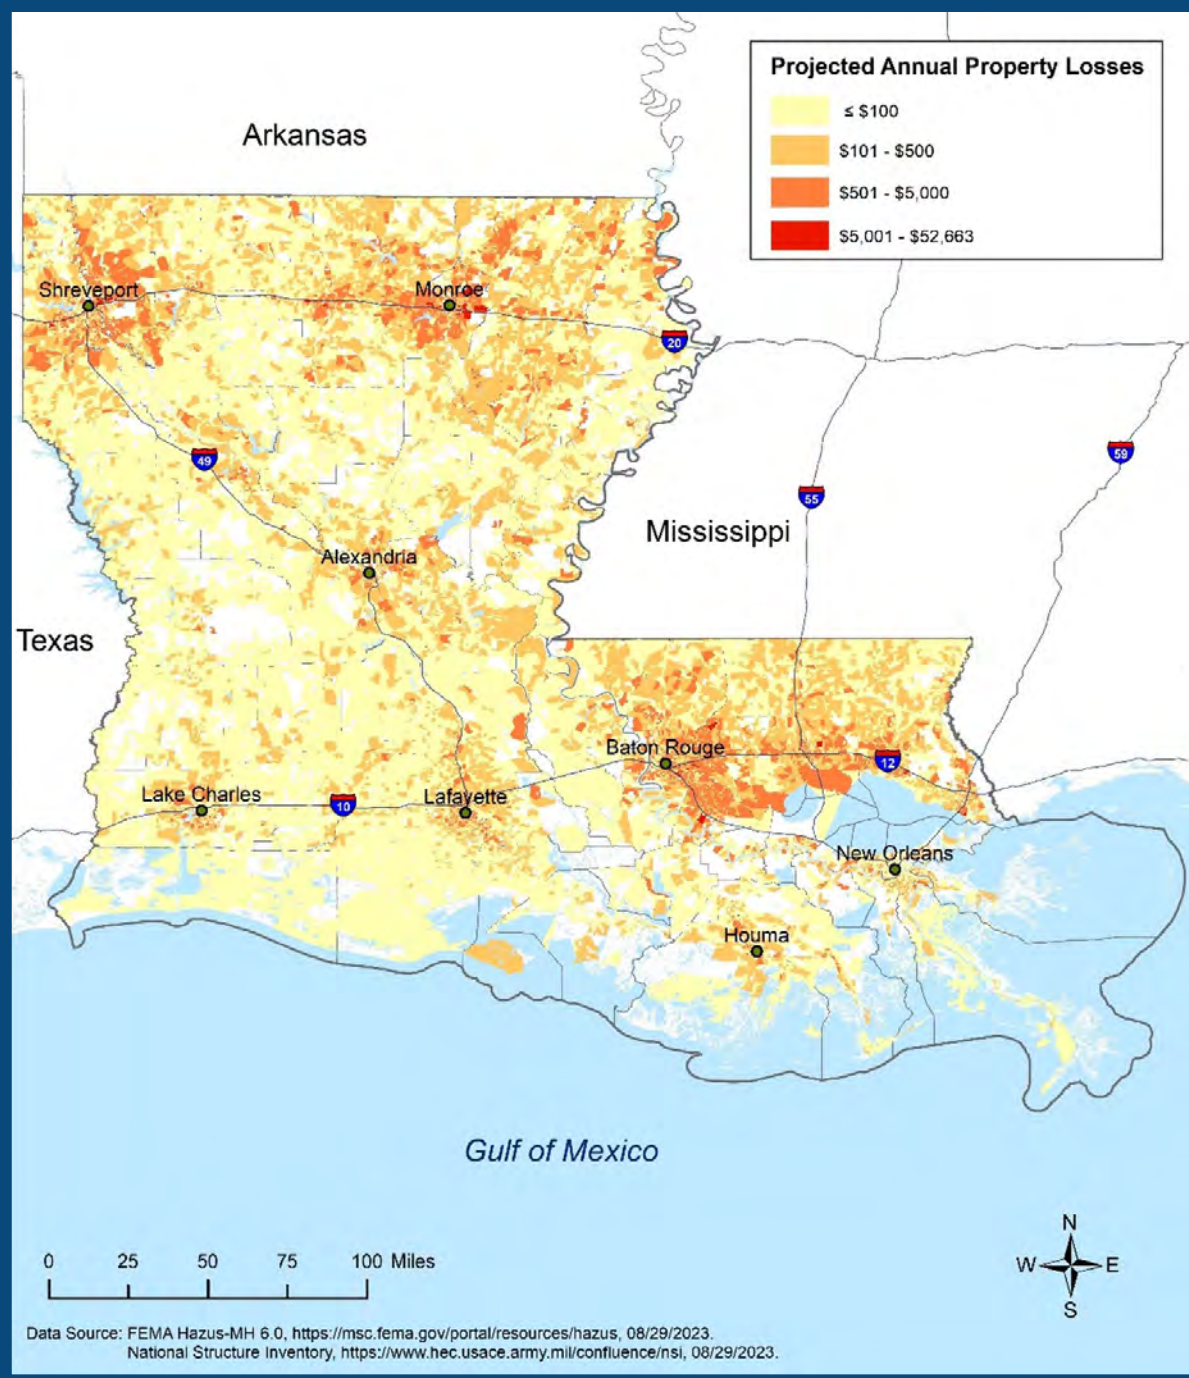 Projected Annual Property Losses
≤ $100
$101 - $500
$501 - $5,000
$5,001 - $52,663
Arkansas
Shreveport
Monroe
20
49
59
55
Mississippi
Alexandria
Texas
Baton Rouge
12
Lake Charles
10
Lafayette
New Orleans
Houma
Gulf of Mexico
N
W E
S
0 25 50 75 100 Miles
Data Source: FEMA Hazus-MH 6.0, https://msc.fema.gov/portal/resources/hazus, 08/29/2023.
National Structure Inventory, https://www.hec.usace.army.mil/confluence/nsi, 08/29/2023.